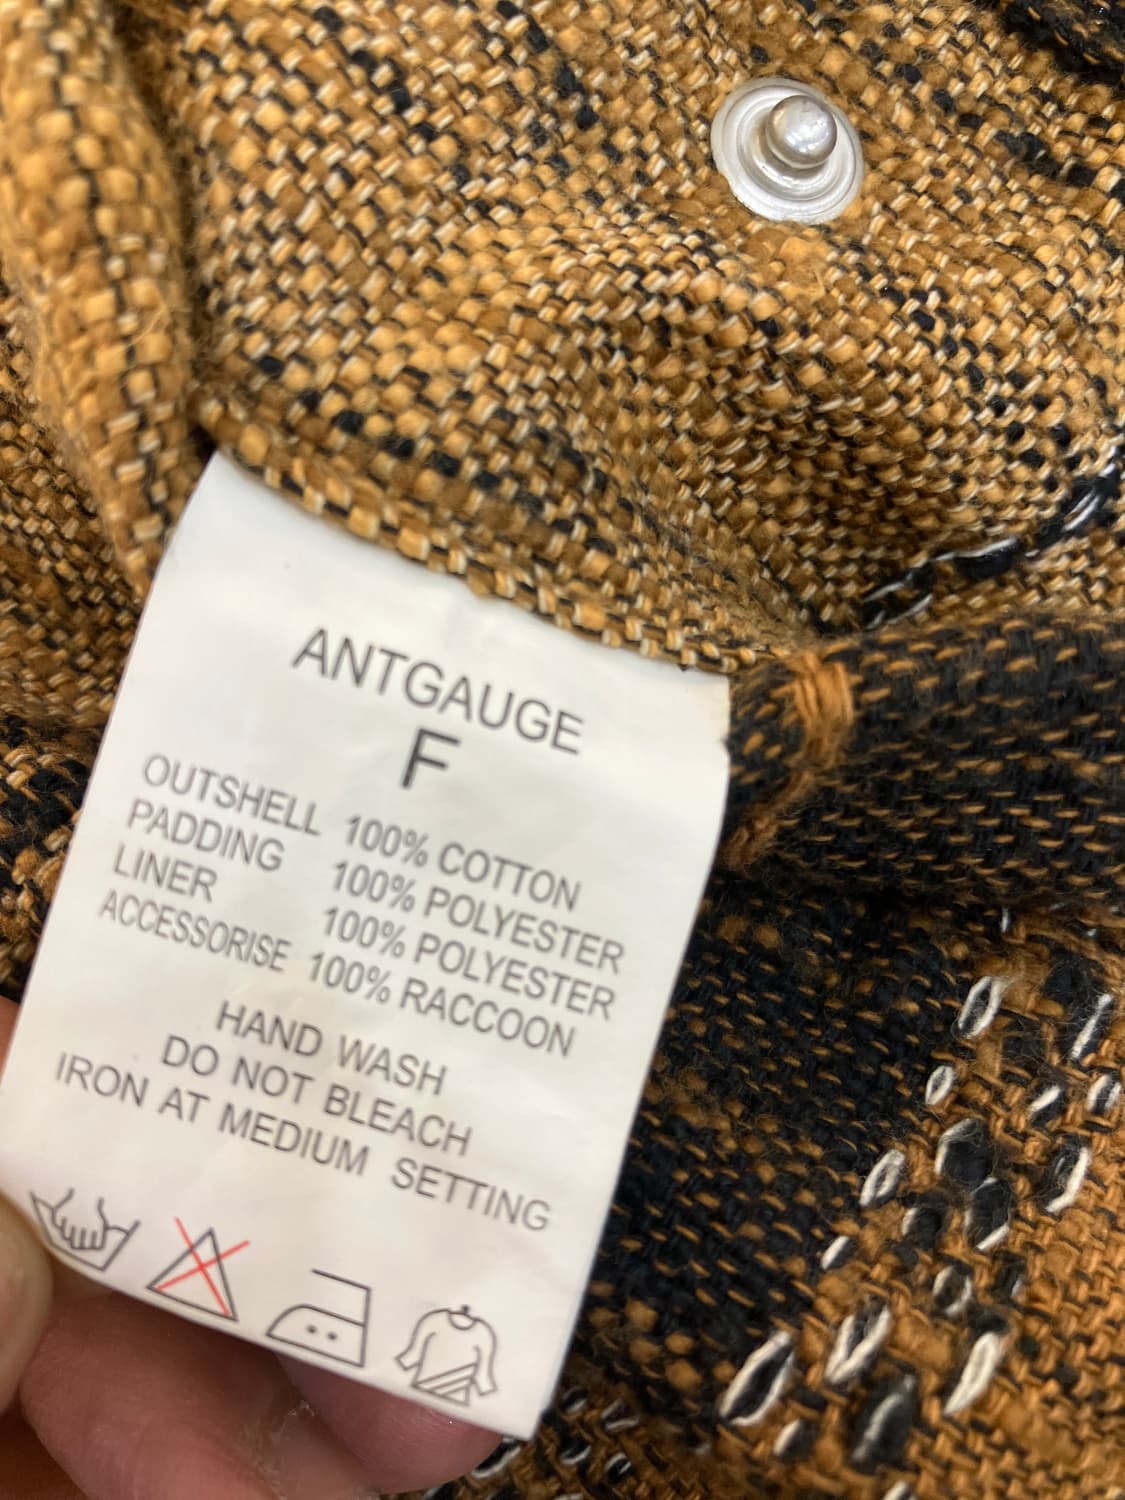 ANTGAUGE
F
OUTSHELL 100% COTTON
PADDING 100% POLYESTER
LINER 100% POLYESTER
ACCESSORISE 100% RACCOON
HAND WASH
DO NOT BLEACH
IRON AT MEDIUM SETTING